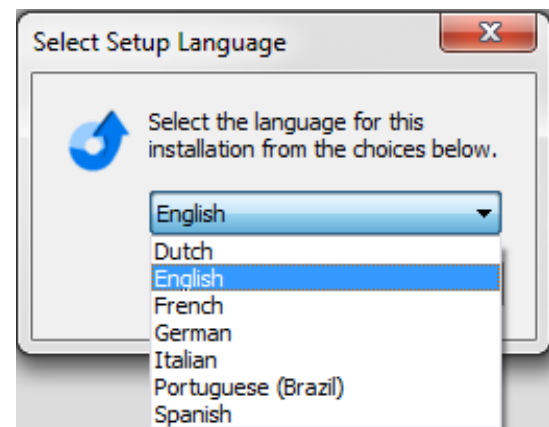 Select Setup Language
Select the language for this
installation from the choices below.
English
Dutch
English
French
German
Italian
Portuguese (Brazil)
Spanish